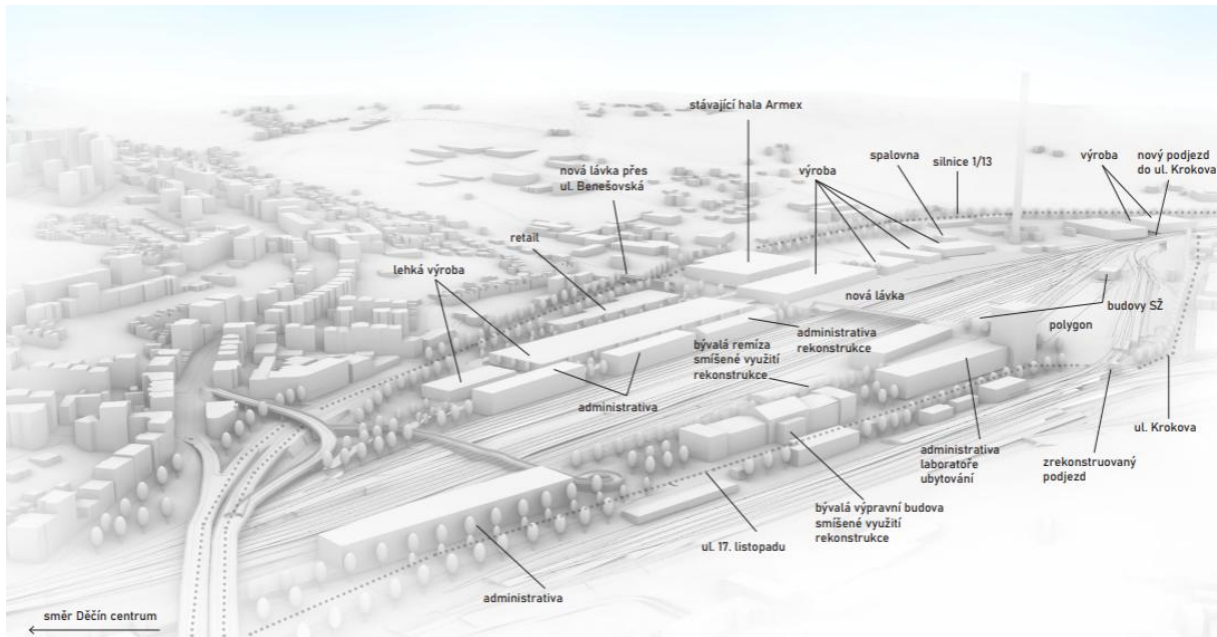 stávající hala Armex
spalovna
silnice 1/13
výroba
nový podjezd
do ul. Krokova
nová lávka přes
ul. Benešovská
výroba
retail
lehká výroba
nová lávka
budovy SŽ
polygon
administrativa
rekonstrukce
bývalá remíza
smíšené využití
rekonstrukce
administrativa
ul. Krokova
administrativa
laboratoře
ubytování
zrekonstruovaný
podjezd
bývalá výpravní budova
smíšené využití
rekonstrukce
ul. 17. listopadu
administrativa
směr Děčín centrum